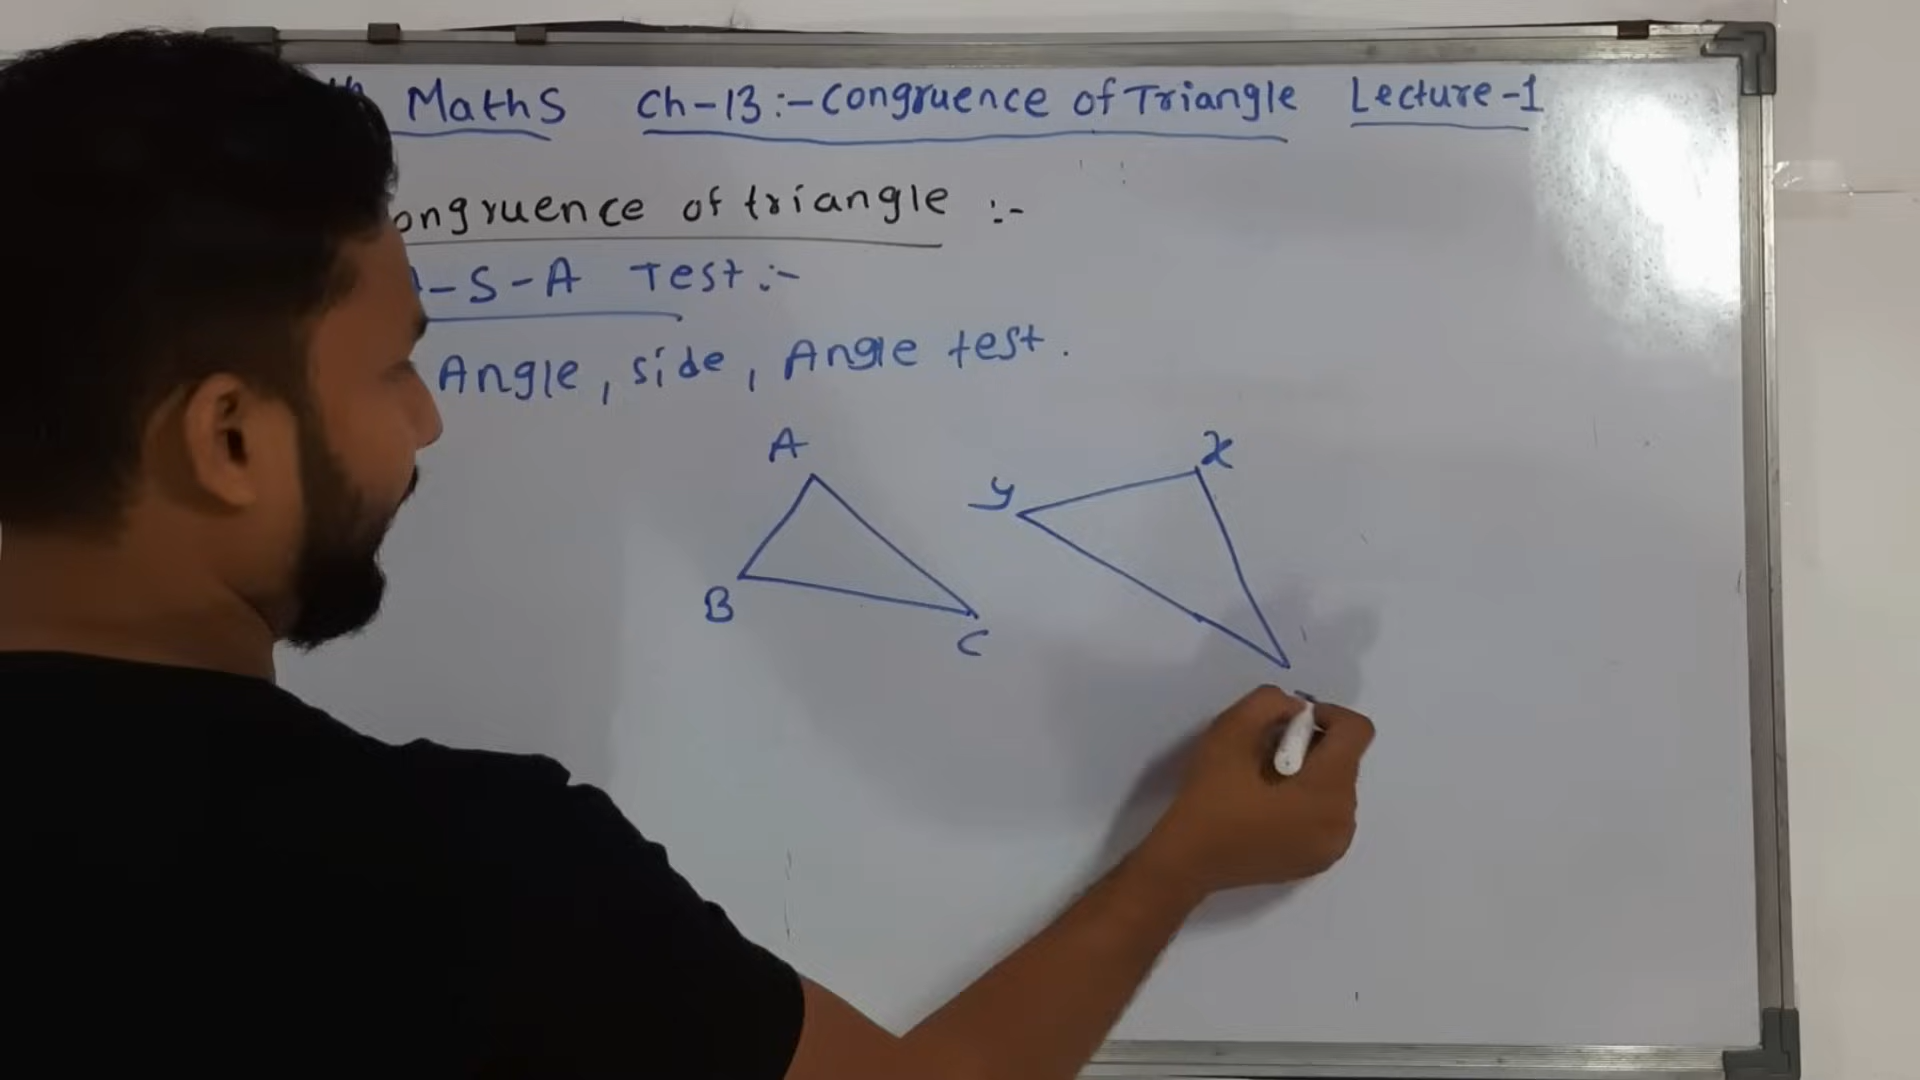 Maths Ch-13:- Congruence of Triangle Lecture-1
ongruence of triangle :-
-S-A Test:-
Angle, side, Angle test.
A
x
y
B
C